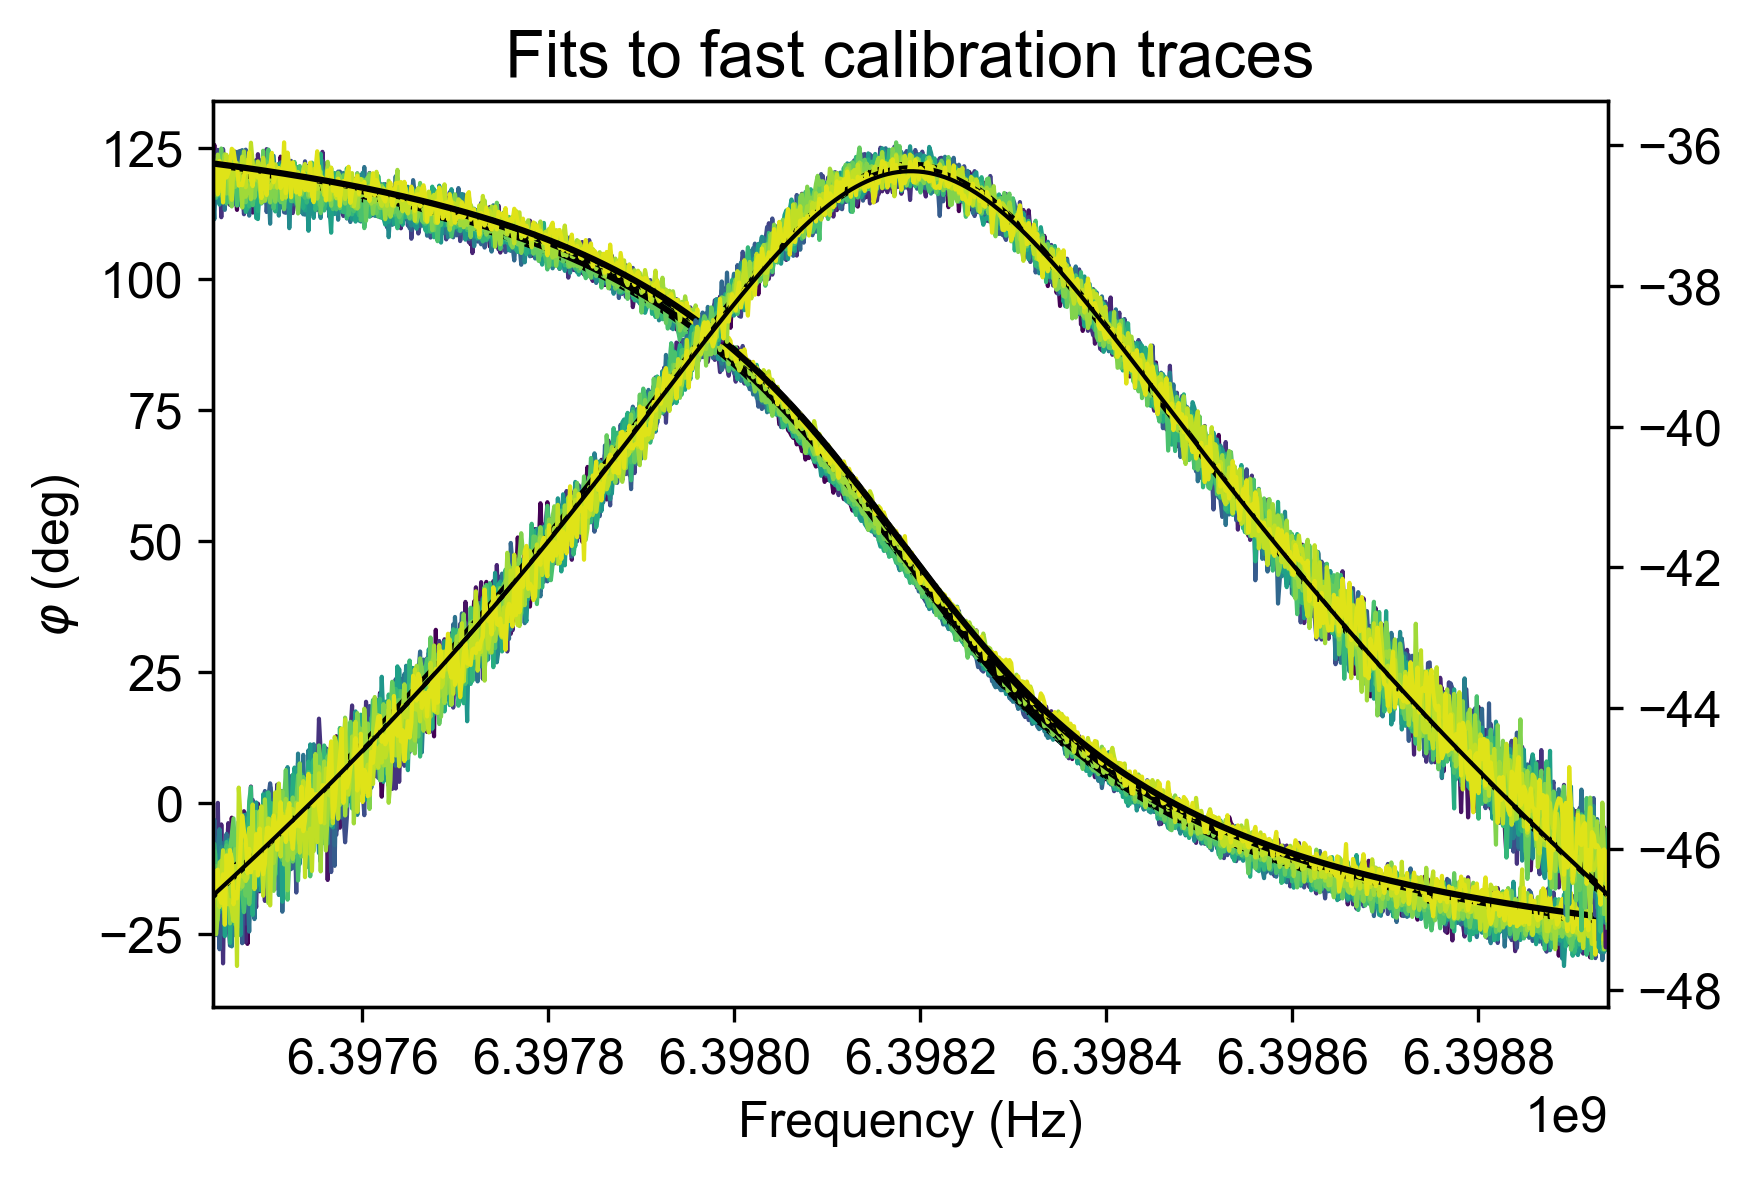 Fits to fast calibration traces
125
100
75
50
25
0
−25
φ (deg)
−36
−38
−40
−42
−44
−46
−48
6.3976 6.3978 6.3980 6.3982 6.3984 6.3986 6.3988
1e9
Frequency (Hz)